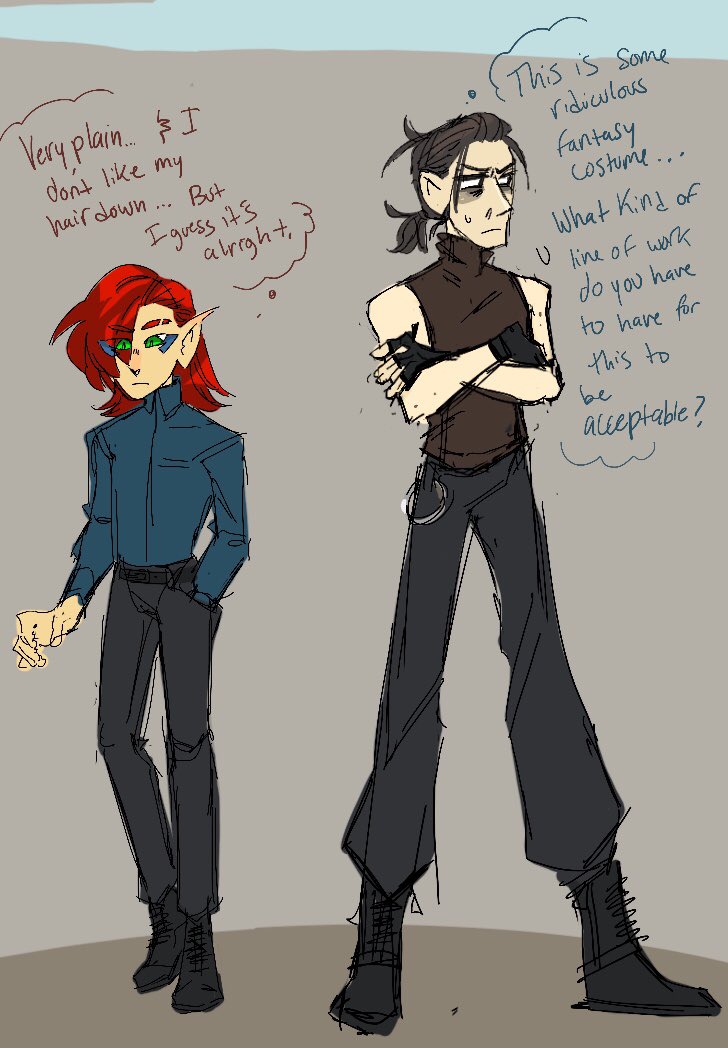 Very plain... & I
don't like my
hair down... But
I guess it's
alright.
This is some
ridiculous
fantasy
costume...
What kind of
line of work
do you have
to have for
this to
be
acceptable?